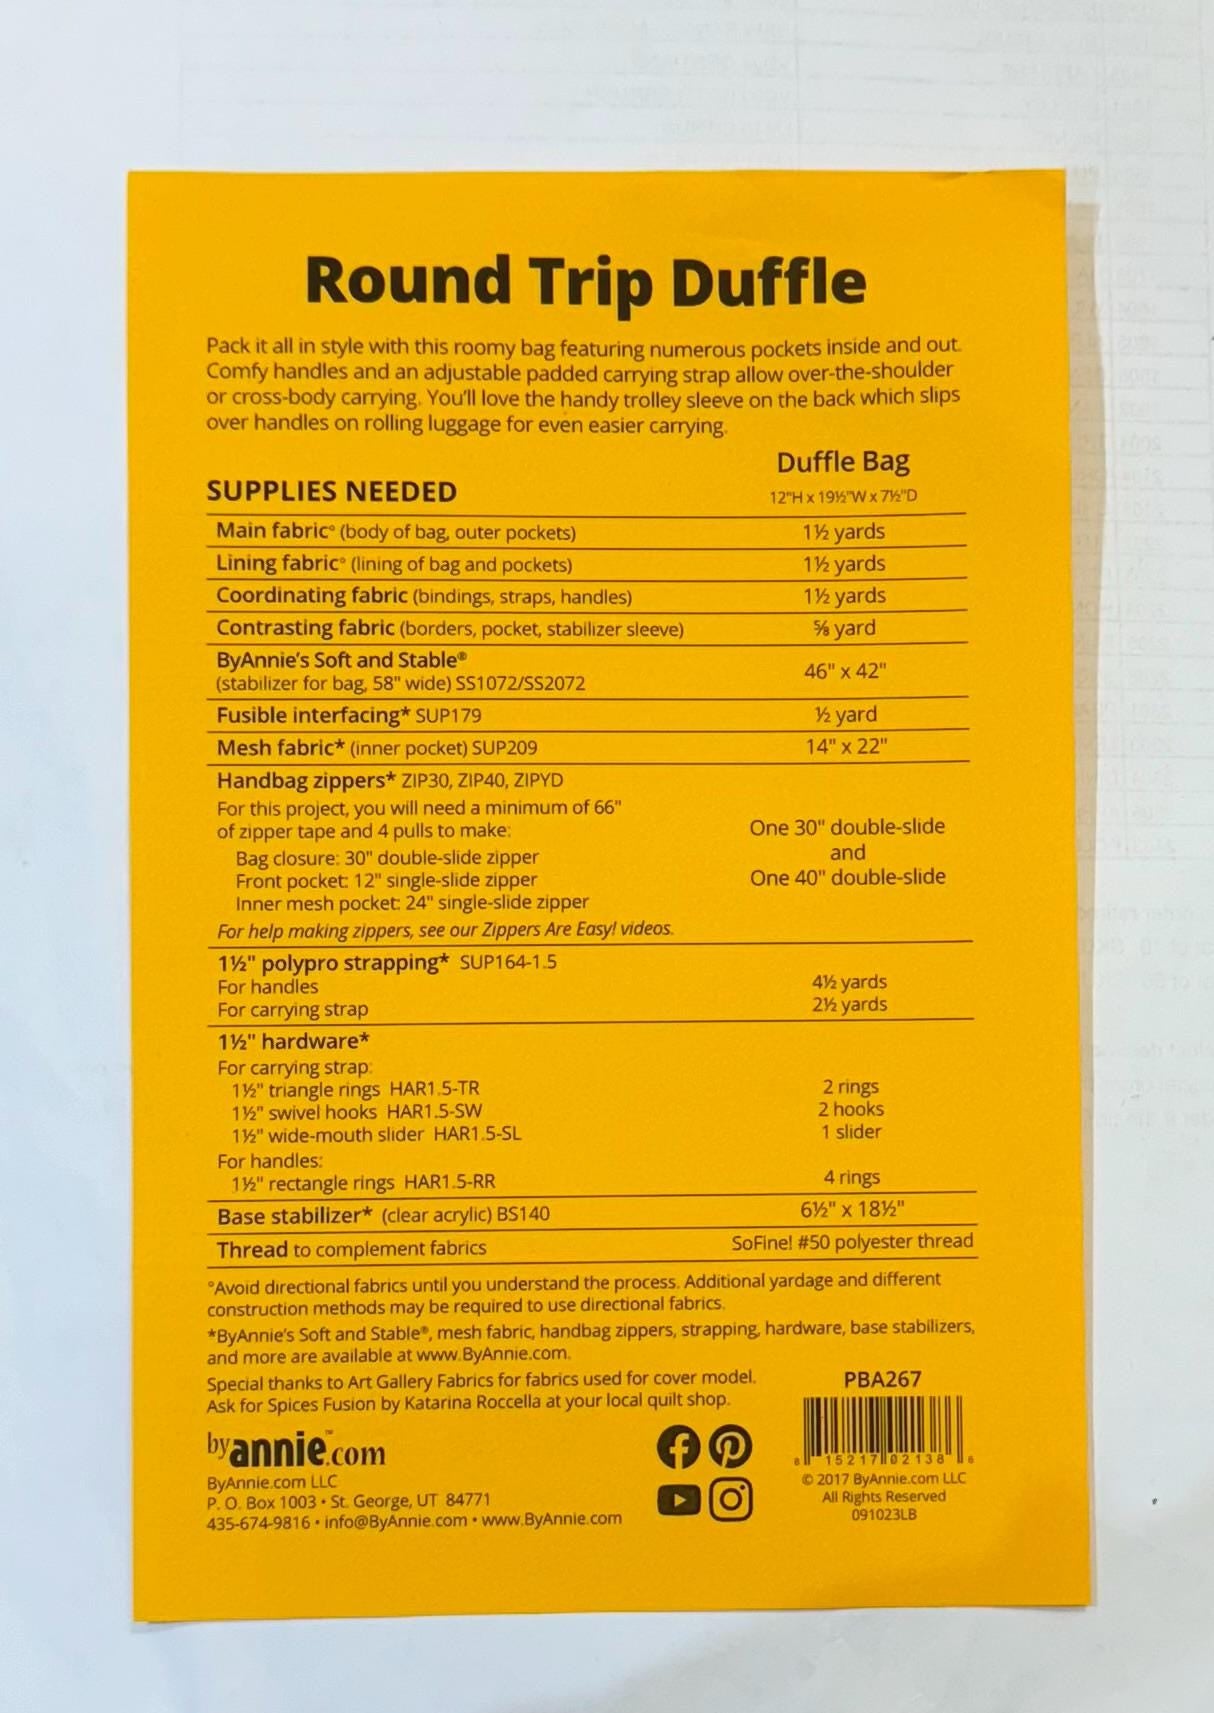 Round Trip Duffle
Pack it all in style with this roomy bag featuring numerous pockets inside and out.
Comfy handles and an adjustable padded carrying strap allow over-the-shoulder
or cross-body carrying. You'll love the handy trolley sleeve on the back which slips
over handles on rolling luggage for even easier carrying.
Duffle Bag
SUPPLIES NEEDED 12"H x 19½"W x 7½"D
Main fabric° (body of bag, outer pockets) 1½ yards
Lining fabric° (lining of bag and pockets) 1½ yards
Coordinating fabric (bindings, straps, handles) 1½ yards
Contrasting fabric (borders, pocket, stabilizer sleeve) ⅝ yard
ByAnnie's Soft and Stable®
(stabilizer for bag, 58" wide) SS1072/SS2072 46" x 42"
Fusible interfacing* SUP179 ½ yard
Mesh fabric* (inner pocket) SUP209 14" x 22"
Handbag zippers* ZIP30, ZIP40, ZIPYD
For this project, you will need a minimum of 66"
of zipper tape and 4 pulls to make:
Bag closure: 30" double-slide zipper
Front pocket: 12" single-slide zipper
Inner mesh pocket: 24" single-slide zipper
One 30" double-slide
and
One 40" double-slide
For help making zippers, see our Zippers Are Easy! videos.
1½" polypro strapping* SUP164-1.5
For handles 4½ yards
For carrying strap 2½ yards
1½" hardware*
For carrying strap:
1½" triangle rings HAR1.5-TR 2 rings
1½" swivel hooks HAR1.5-SW 2 hooks
1½" wide-mouth slider HAR1.5-SL 1 slider
For handles:
1½" rectangle rings HAR1.5-RR 4 rings
Base stabilizer* (clear acrylic) BS140 6½" x 18½"
Thread to complement fabrics SoFine! #50 polyester thread
°Avoid directional fabrics until you understand the process. Additional yardage and different
construction methods may be required to use directional fabrics.
*ByAnnie's Soft and Stable®, mesh fabric, handbag zippers, strapping, hardware, base stabilizers,
and more are available at www.ByAnnie.com.
Special thanks to Art Gallery Fabrics for fabrics used for cover model.
Ask for Spices Fusion by Katarina Roccella at your local quilt shop.
byannie.com™
ByAnnie.com LLC
P. O. Box 1003 • St. George, UT 84771
435-674-9816 • info@ByAnnie.com • www.ByAnnie.com
PBA267
8 15217 02138 6
© 2017 ByAnnie.com LLC
All Rights Reserved
091023LB